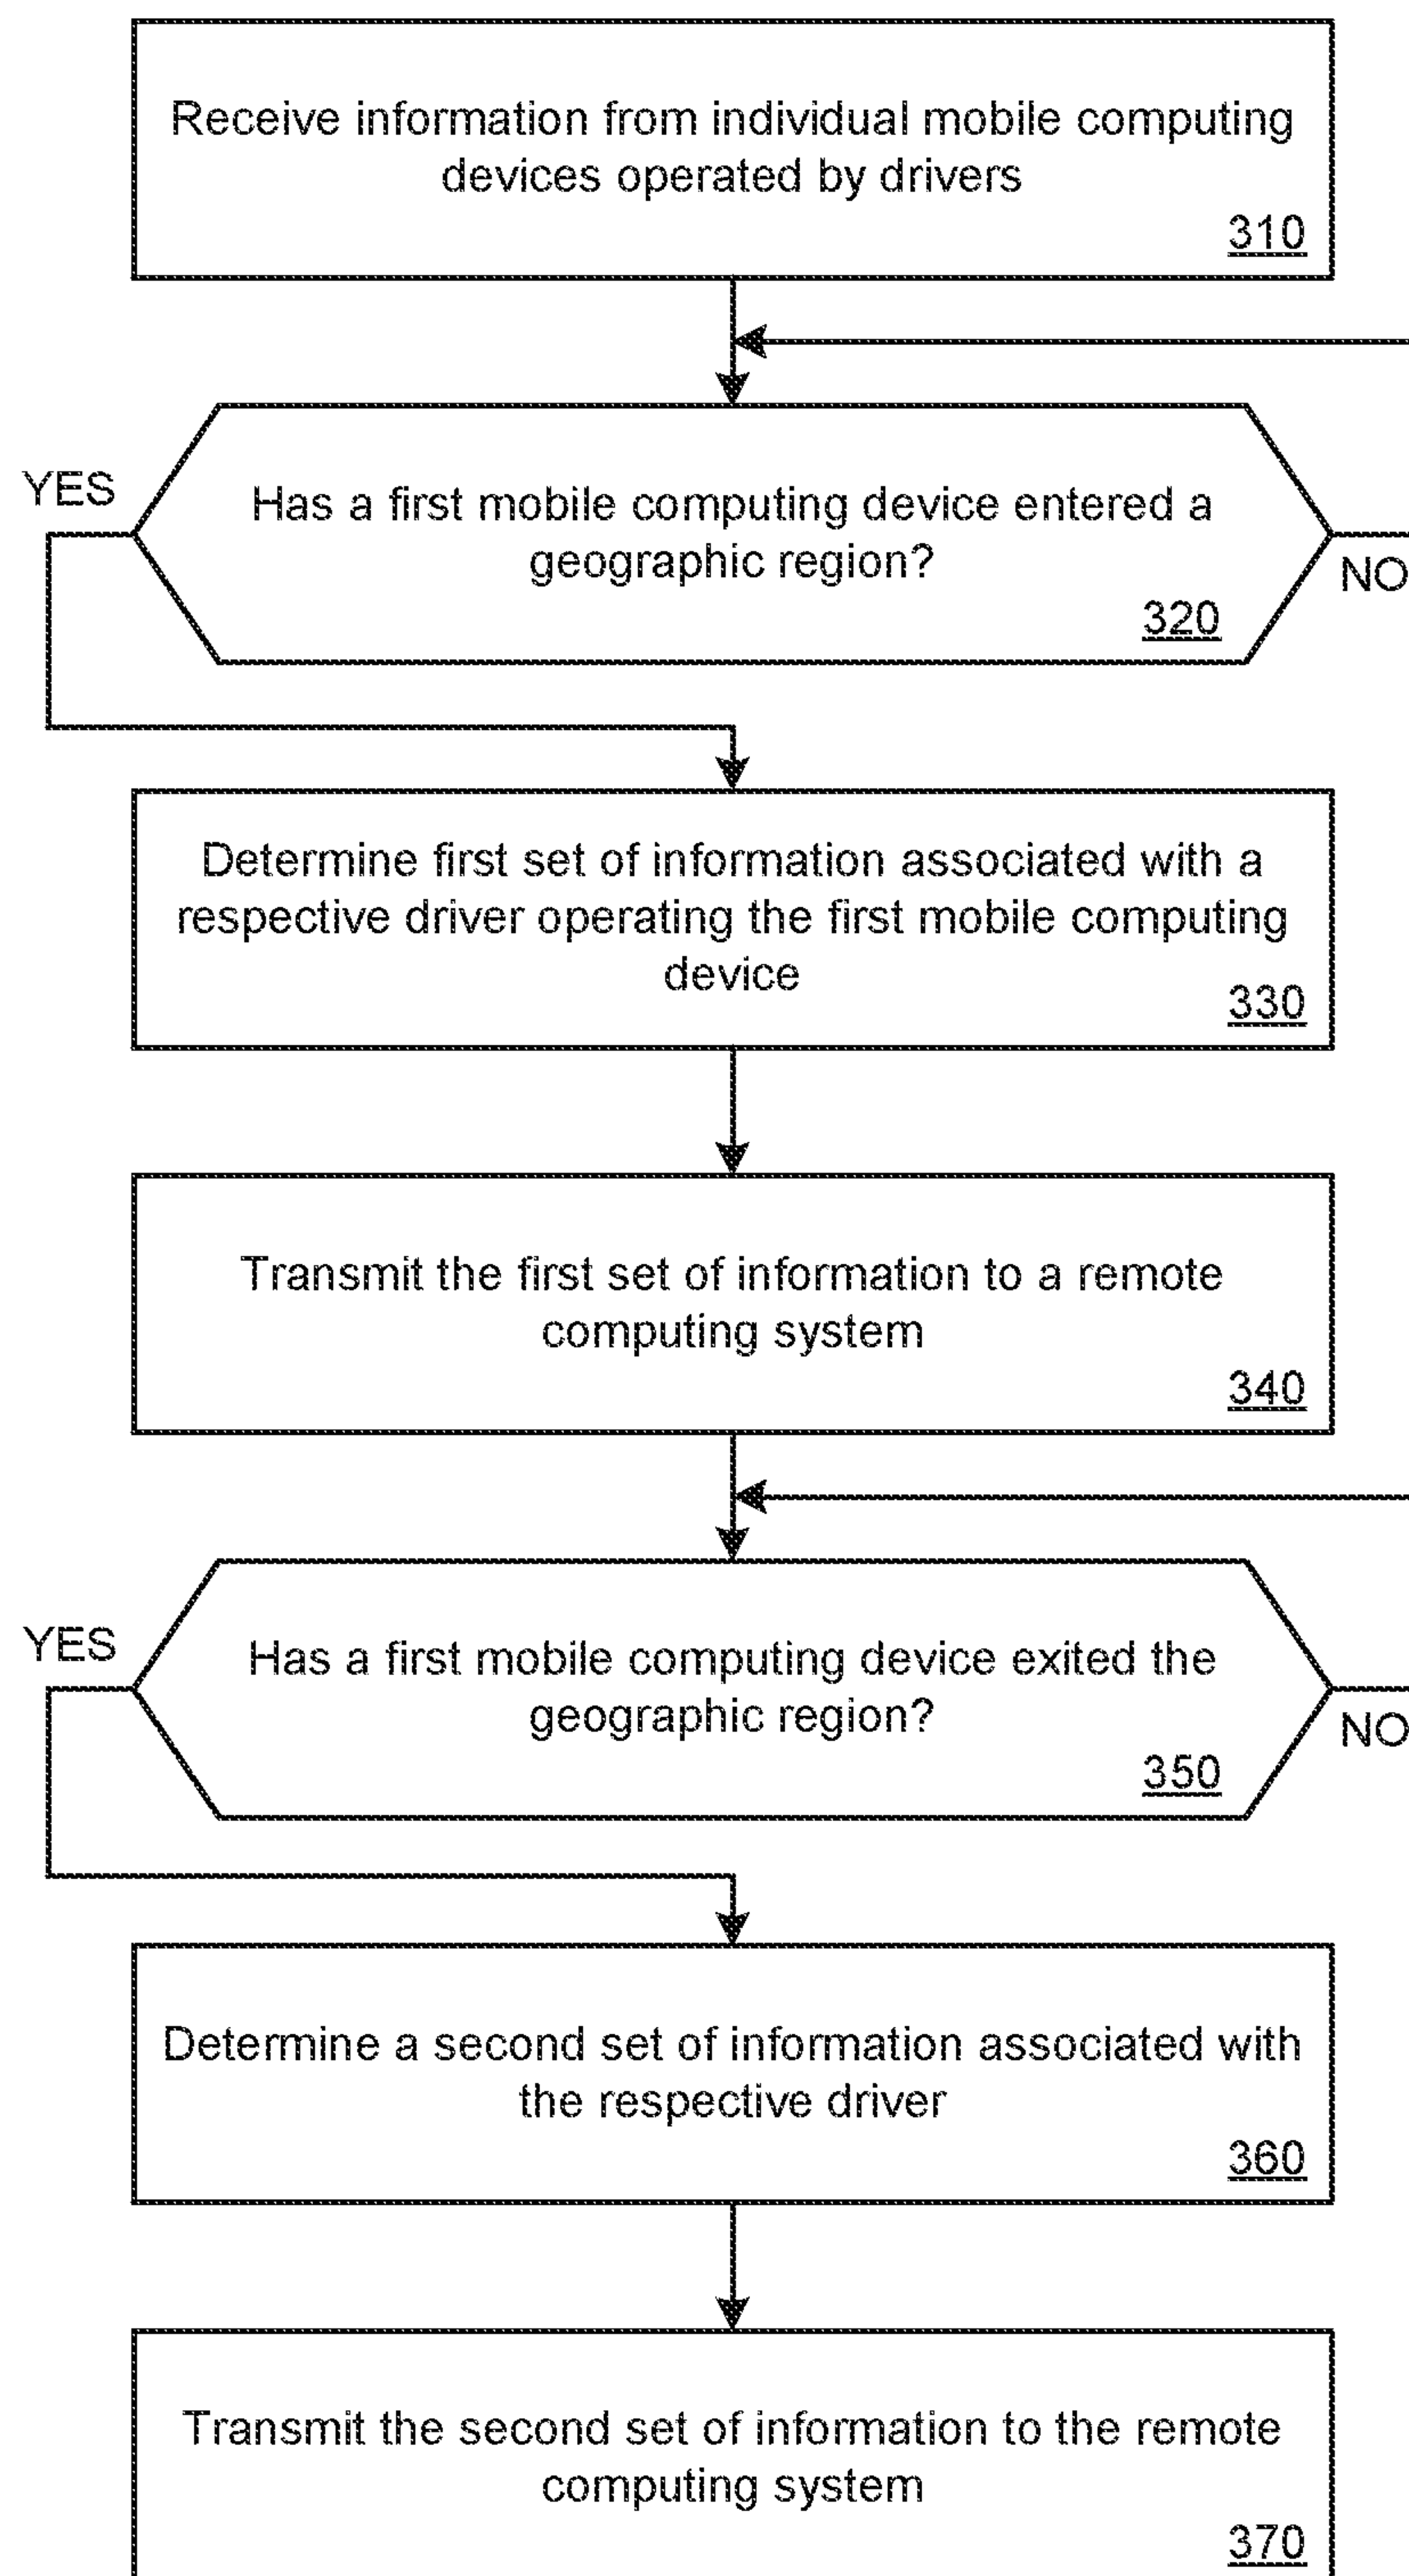 Receive information from individual mobile computing
devices operated by drivers
310
YES
Has a first mobile computing device entered a
geographic region?
NO
320
Determine first set of information associated with a
respective driver operating the first mobile computing
device
330
Transmit the first set of information to a remote
computing system
340
YES
Has a first mobile computing device exited the
geographic region?
NO
350
Determine a second set of information associated with
the respective driver
360
Transmit the second set of information to the remote
computing system
370